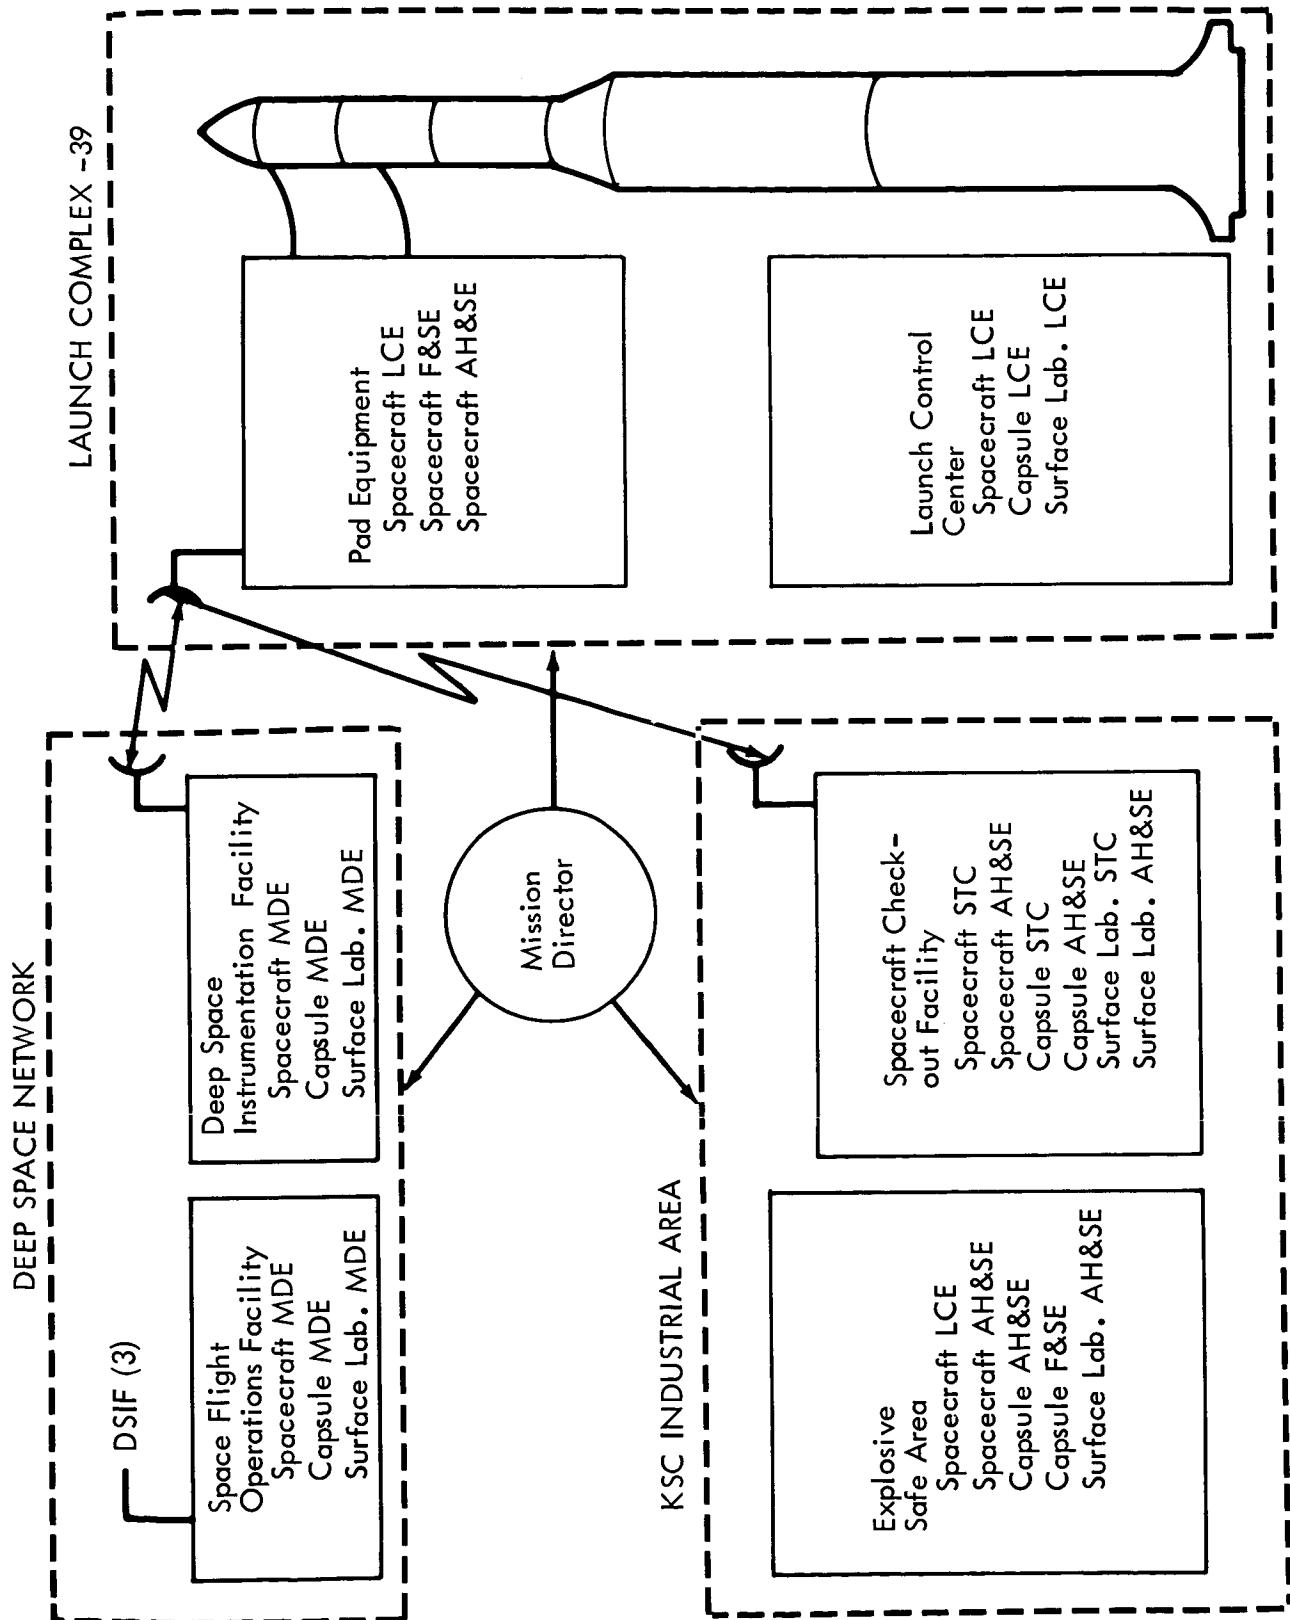 DEEP SPACE NETWORK
DSIF (3)
Space Flight
Operations Facility
Spacecraft MDE
Capsule MDE
Surface Lab. MDE
Deep Space
Instrumentation Facility
Spacecraft MDE
Capsule MDE
Surface Lab. MDE
LAUNCH COMPLEX -39
Pad Equipment
Spacecraft LCE
Spacecraft F&SE
Spacecraft AH&SE
Launch Control
Center
Spacecraft LCE
Capsule LCE
Surface Lab. LCE
Mission
Director
KSC INDUSTRIAL AREA
Explosive
Safe Area
Spacecraft LCE
Spacecraft AH&SE
Capsule AH&SE
Capsule F&SE
Surface Lab. AH&SE
Spacecraft Check-
out Facility
Spacecraft STC
Spacecraft AH&SE
Capsule STC
Capsule AH&SE
Surface Lab. STC
Surface Lab. AH&SE